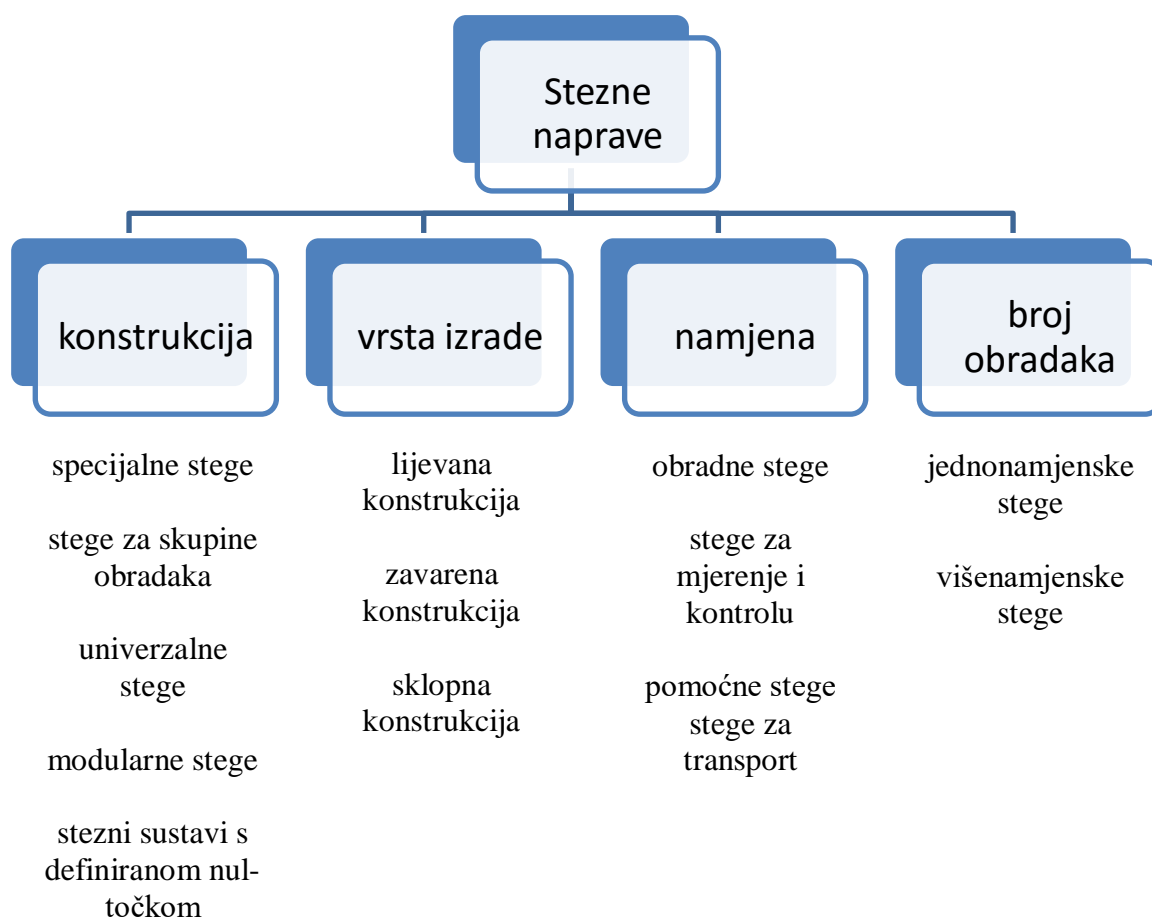 Stezne
naprave
konstrukcija
vrsta izrade
namjena
broj
obradaka
specijalne stege
stege za skupine
obradaka
univerzalne
stege
modularne stege
stezni sustavi s
definiranom nul-
točkom
lijevana
konstrukcija
zavarena
konstrukcija
sklopna
konstrukcija
obradne stege
stege za
mjerenje i
kontrolu
pomoćne stege
stege za
transport
jednonamjenske
stege
višenamjenske
stege